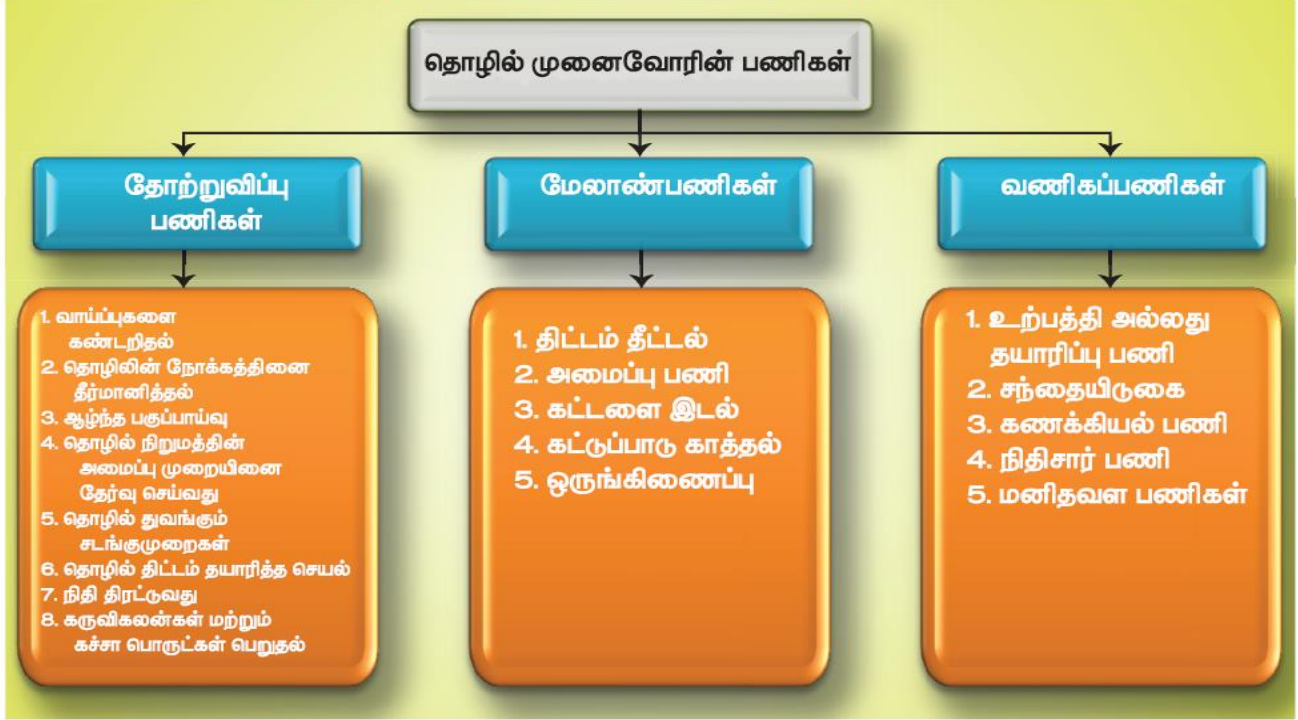 தொழில் முனைவோரின் பணிகள்
தோற்றுவிப்பு
பணிகள்
1. வாய்ப்புகளை
கண்டறிதல்
2. தொழிலின் நோக்கத்தினை
தீர்மானித்தல்
3. ஆழ்ந்த பகுப்பாய்வு
4. தொழில் நிறுமத்தின்
அமைப்பு முறையினை
தேர்வு செய்வது
5. தொழில் துவங்கும்
சடங்குமுறைகள்
6. தொழில் திட்டம் தயாரித்த செயல்
7. நிதி திரட்டுவது
8. கருவிகலன்கள் மற்றும்
கச்சா பொருட்கள் பெறுதல்
மேலாண்பணிகள்
1. திட்டம் தீட்டல்
2. அமைப்பு பணி
3. கட்டளை இடல்
4. கட்டுப்பாடு காத்தல்
5. ஒருங்கிணைப்பு
வணிகப்பணிகள்
1. உற்பத்தி அல்லது
தயாரிப்பு பணி
2. சந்தையிடுகை
3. கணக்கியல் பணி
4. நிதிசார் பணி
5. மனிதவள பணிகள்